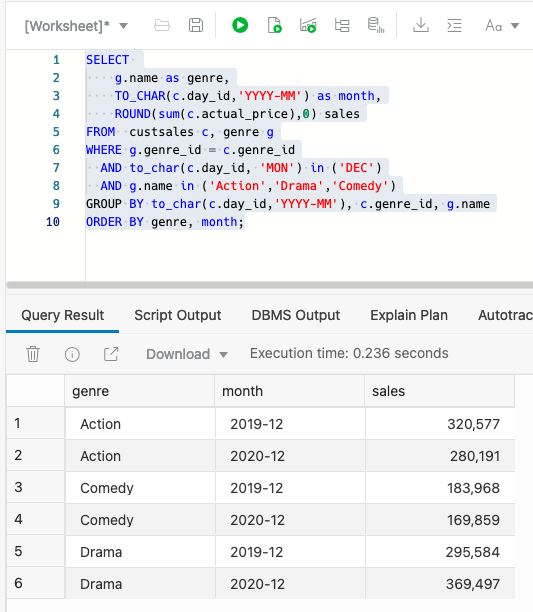 [Worksheet]* Aa
1 SELECT
2 g.name as genre,
3 TO_CHAR(c.day_id,'YYYY-MM') as month,
4 ROUND(sum(c.actual_price),0) sales
5 FROM custsales c, genre g
6 WHERE g.genre_id = c.genre_id
7 AND to_char(c.day_id, 'MON') in ('DEC')
8 AND g.name in ('Action','Drama','Comedy')
9 GROUP BY to_char(c.day_id,'YYYY-MM'), c.genre_id, g.name
10 ORDER BY genre, month;
Query Result Script Output DBMS Output Explain Plan Autotrac
Download Execution time: 0.236 seconds
genre month sales
1 Action 2019-12 320,577
2 Action 2020-12 280,191
3 Comedy 2019-12 183,968
4 Comedy 2020-12 169,859
5 Drama 2019-12 295,584
6 Drama 2020-12 369,497